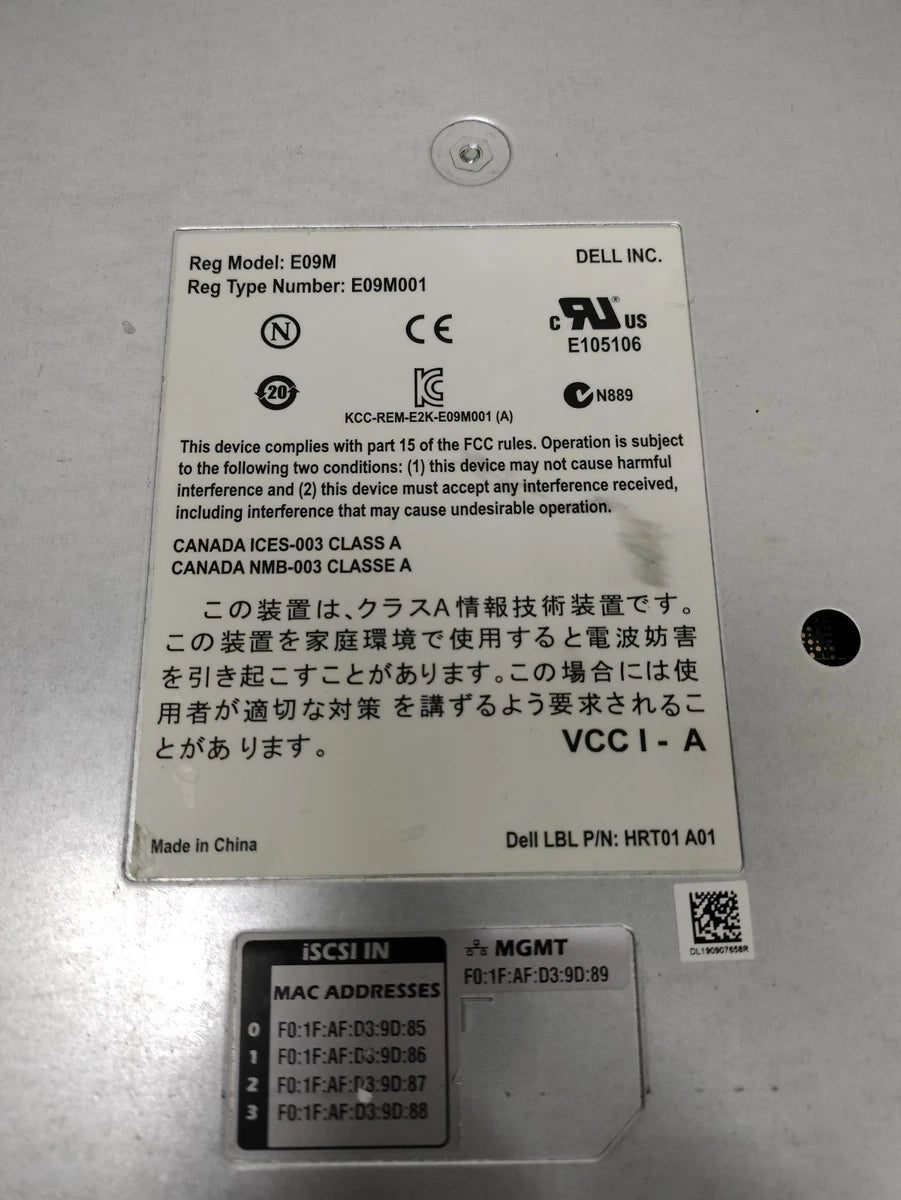 Reg Model: E09M
DELL INC.
Reg Type Number: E09M001
N
CE
c RU ® US
E105106
20
KC
N889
KCC-REM-E2K-E09M001 (A)
This device complies with part 15 of the FCC rules. Operation is subject
to the following two conditions: (1) this device may not cause harmful
interference and (2) this device must accept any interference received,
including interference that may cause undesirable operation.
CANADA ICES-003 CLASS A
CANADA NMB-003 CLASSE A
この装置は、クラスA情報技術装置です。
この装置を家庭環境で使用すると電波妨害
を引き起こすことがあります。この場合には使
用者が適切な対策 を講ずるよう要求されるこ
とがあ ります。
VCC I - A
Made in China
Dell LBL P/N: HRT01 A01
DL190907658R
iSCSI IN
MAC ADDRESSES
0 F0:1F:AF:D3:9D:85
1 F0:1F:AF:D3:9D:86
2 F0:1F:AF:D3:9D:87
3 F0:1F:AF:D3:9D:88
MGMT
F0:1F:AF:D3:9D:89